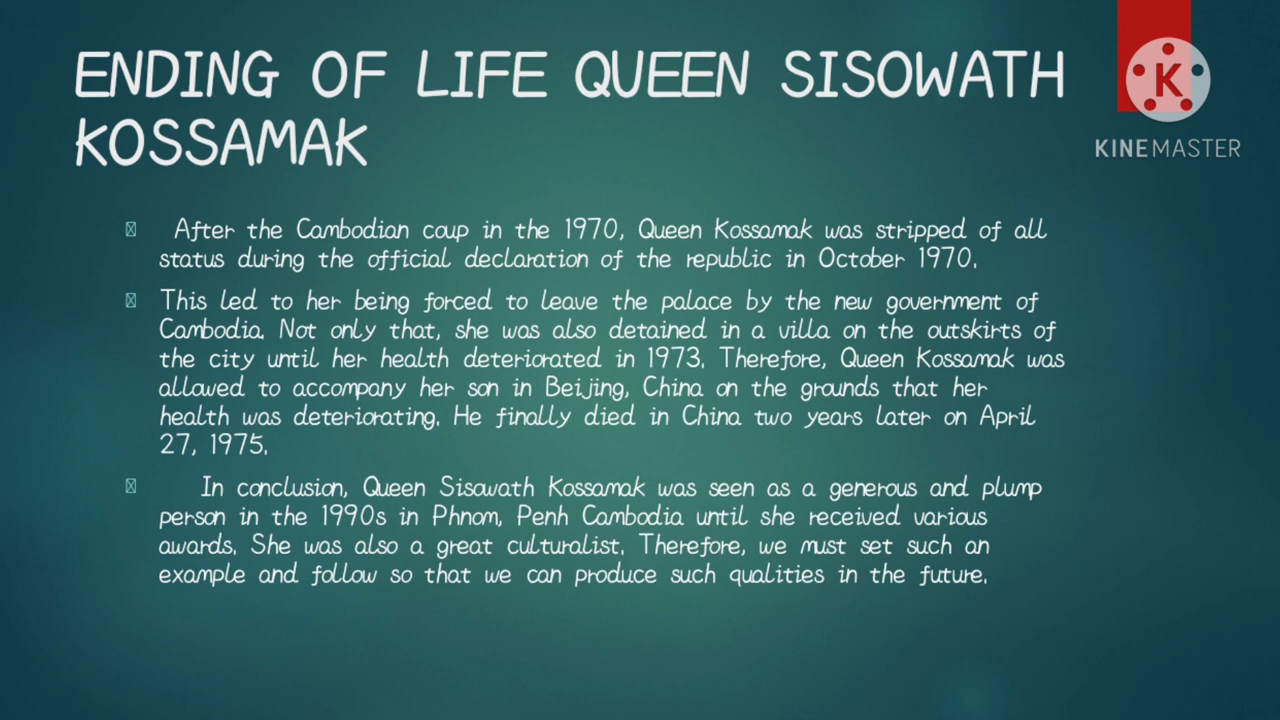 ENDING OF LIFE QUEEN SISOWATH
KOSSAMAK
K
KINEMASTER
After the Cambodian coup in the 1970, Queen Kossamak was stripped of all
status during the official declaration of the republic in October 1970.
This led to her being forced to leave the palace by the new government of
Cambodia. Not only that, she was also detained in a villa on the outskirts of
the city until her health deteriorated in 1973. Therefore, Queen Kossamak was
allowed to accompany her son in Beijing, China on the grounds that her
health was deteriorating. He finally died in China two years later on April
27, 1975.
In conclusion, Queen Sisowath Kossamak was seen as a generous and plump
person in the 1990s in Phnom, Penh Cambodia until she received various
awards. She was also a great culturalist. Therefore, we must set such an
example and follow so that we can produce such qualities in the future.